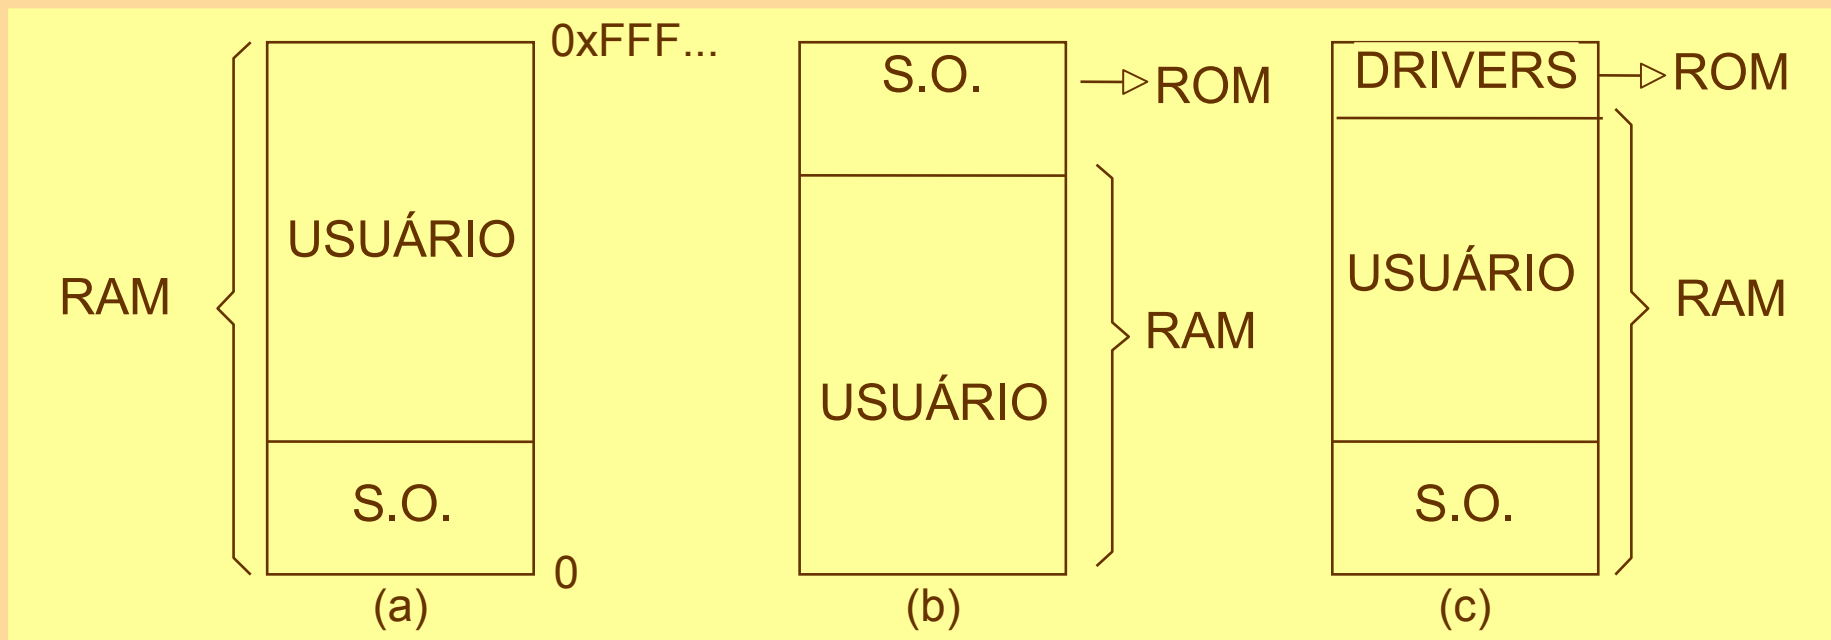 RAM
0xFFF...
USUÁRIO
S.O.
0
(a)
S.O.
ROM
USUÁRIO
RAM
(b)
DRIVERS
ROM
USUÁRIO
RAM
S.O.
(c)